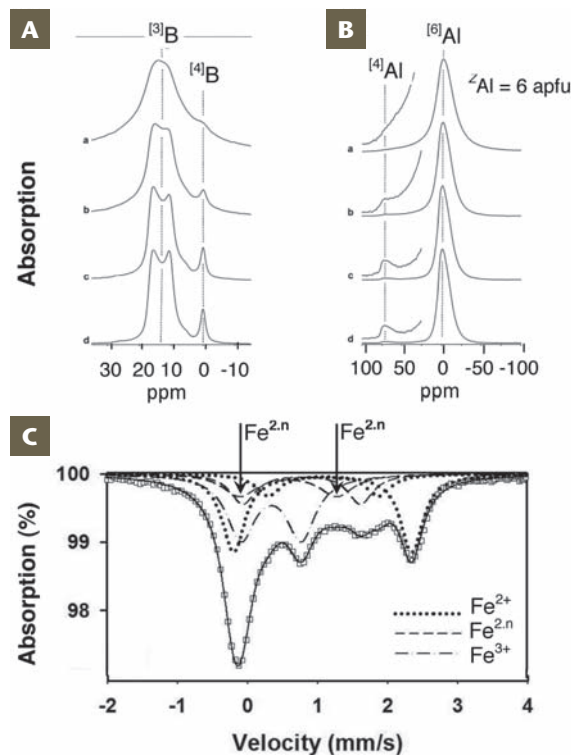 A
[3]B
[4]B
a
b
c
d
30 20 10 0 -10
ppm
Absorption
B
[6]Al
[4]Al
ZAl = 6 apfu
a
b
c
d
100 50 0 -50 -100
ppm
C
Fe2.n Fe2.n
100
99
98
Absorption (%)
Fe2+
Fe2.n
Fe3+
-2 -1 0 1 2 3 4
Velocity (mm/s)